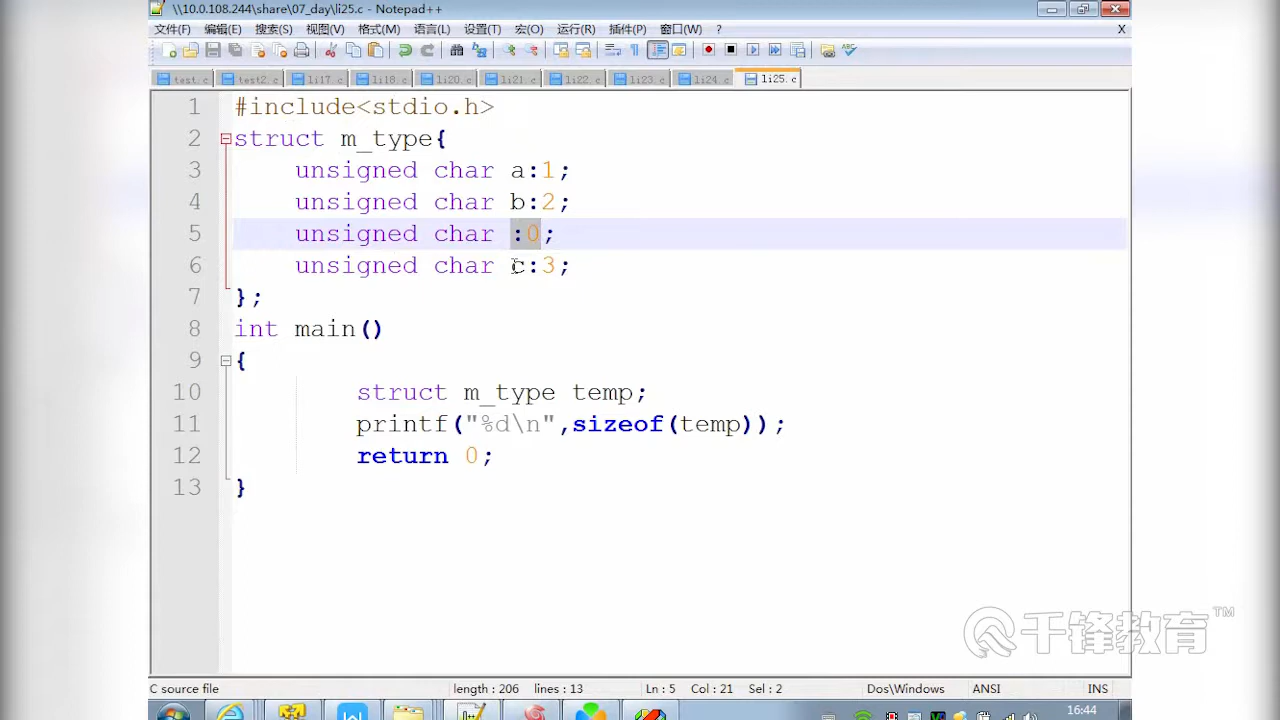 \\10.0.108.244\share\07_day\li25.c - Notepad++
文件(F) 编辑(E) 搜索(S) 视图(V) 格式(M) 语言(L) 设置(T) 宏(O) 运行(R) 插件(P) 窗口(W) ? X
test.c test2.c li17.c li18.c li20.c li21.c li22.c li23.c li24.c li25.c
1 #include<stdio.h>
2 struct m_type{
3 unsigned char a:1;
4 unsigned char b:2;
5 unsigned char :0;
6 unsigned char c:3;
7 };
8 int main()
9 {
10 struct m_type temp;
11 printf("%d\n",sizeof(temp));
12 return 0;
13 }
千锋教育™
C source file length : 206 lines : 13 Ln : 5 Col : 21 Sel : 2 Dos\Windows ANSI INS
16:44